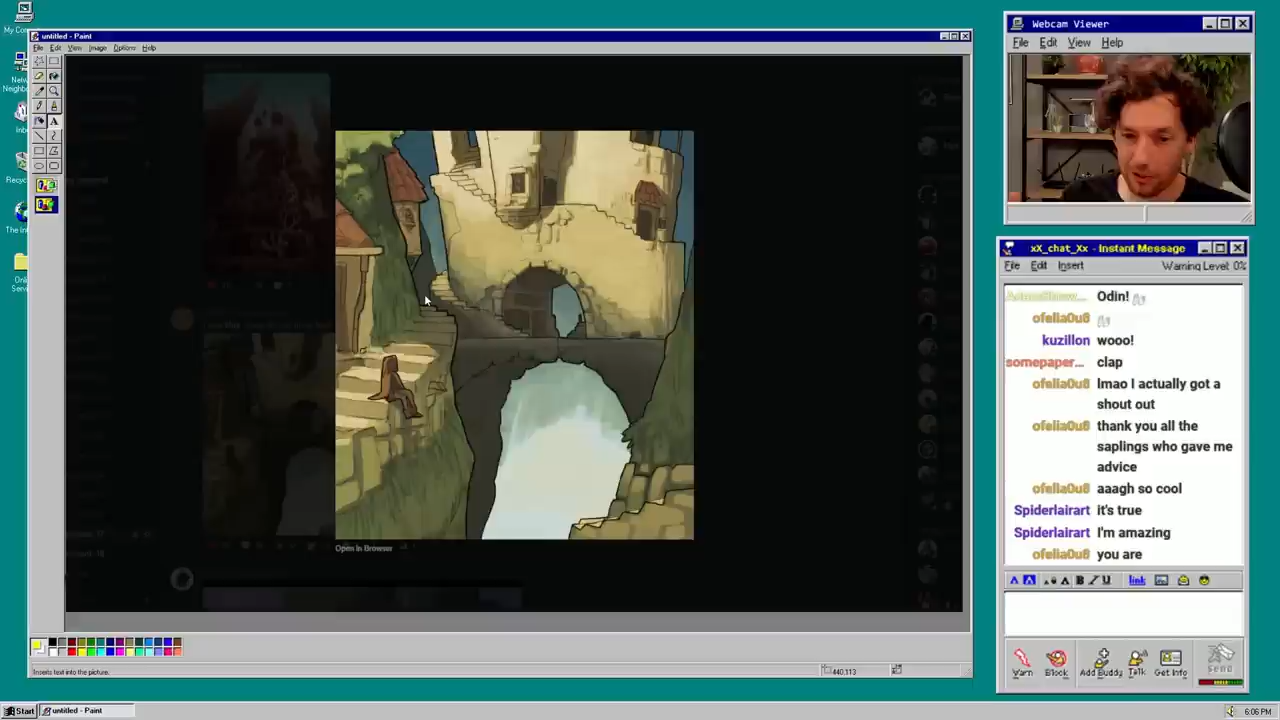 untitled - Paint
File Edit View Image Options Help
Open in Browser
Inserts text into the picture.
440,113
Start
untitled - Paint
6:06 PM
Webcam Viewer
File Edit View Help
xX_chat_Xx - Instant Message
File Edit Insert
Warning Level: 0%
Odin!
ofelia0u8
kuzillon wooo!
somepaper... clap
ofelia0u8 lmao I actually got a
shout out
ofelia0u8 thank you all the
saplings who gave me
advice
ofelia0u8 aaagh so cool
Spiderlairart it's true
Spiderlairart I'm amazing
ofelia0u8 you are
A A A A B I U link
Warn Block Add Buddy Talk Get Info Send